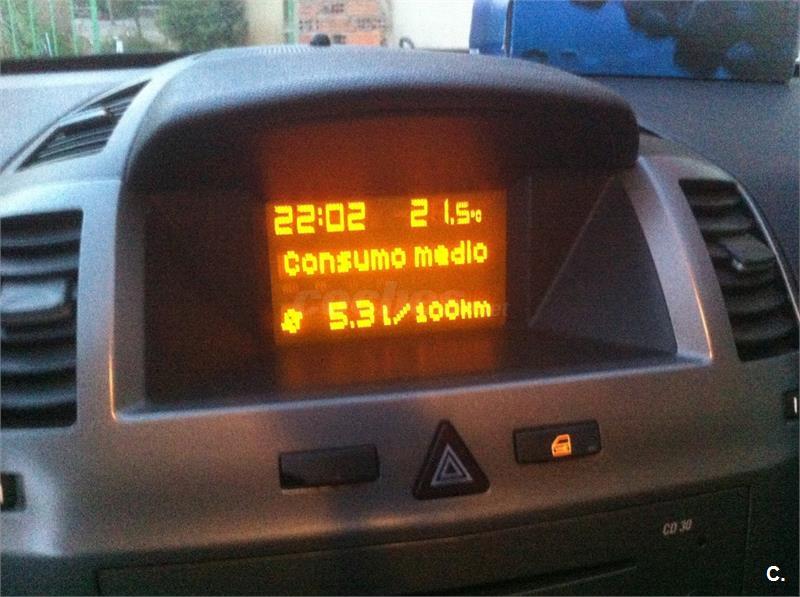 22:02 21.5°C
Consumo medio
5.3l/100km
CD 30
C.